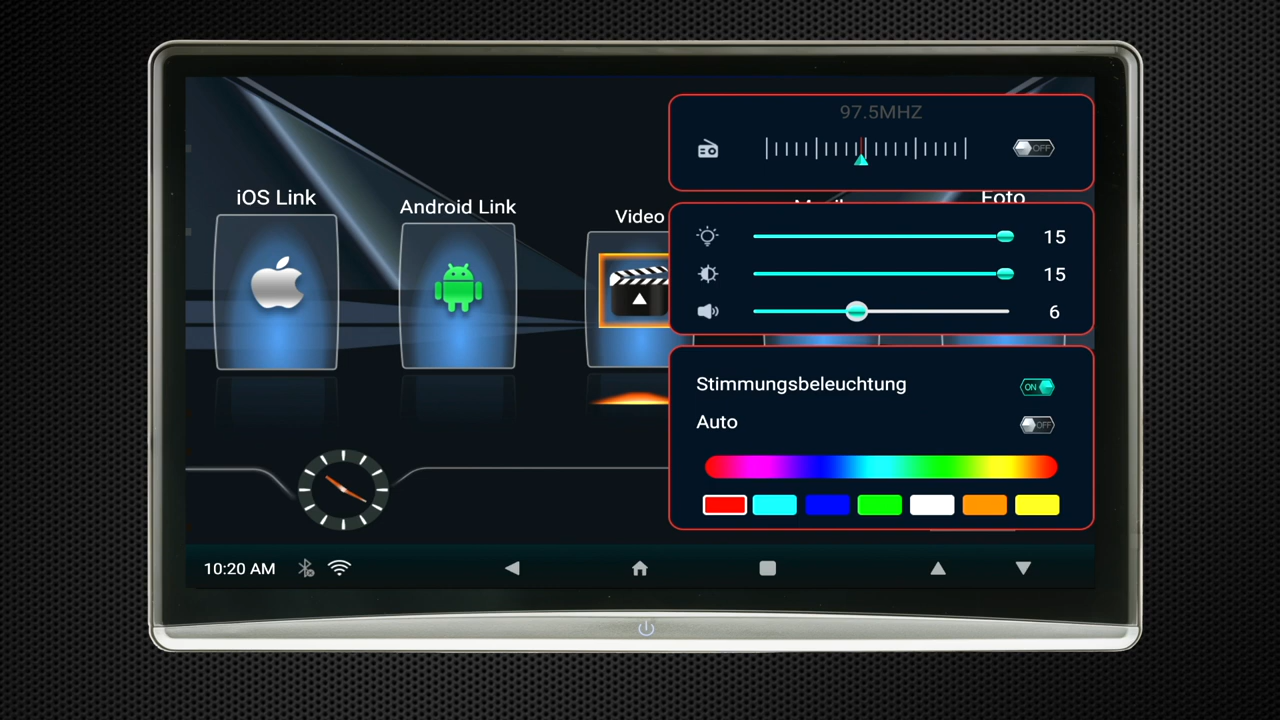 97.5MHZ
OFF
iOS Link
Android Link
Video
Foto
15
15
6
Stimmungsbeleuchtung
ON
Auto
OFF
10:20 AM